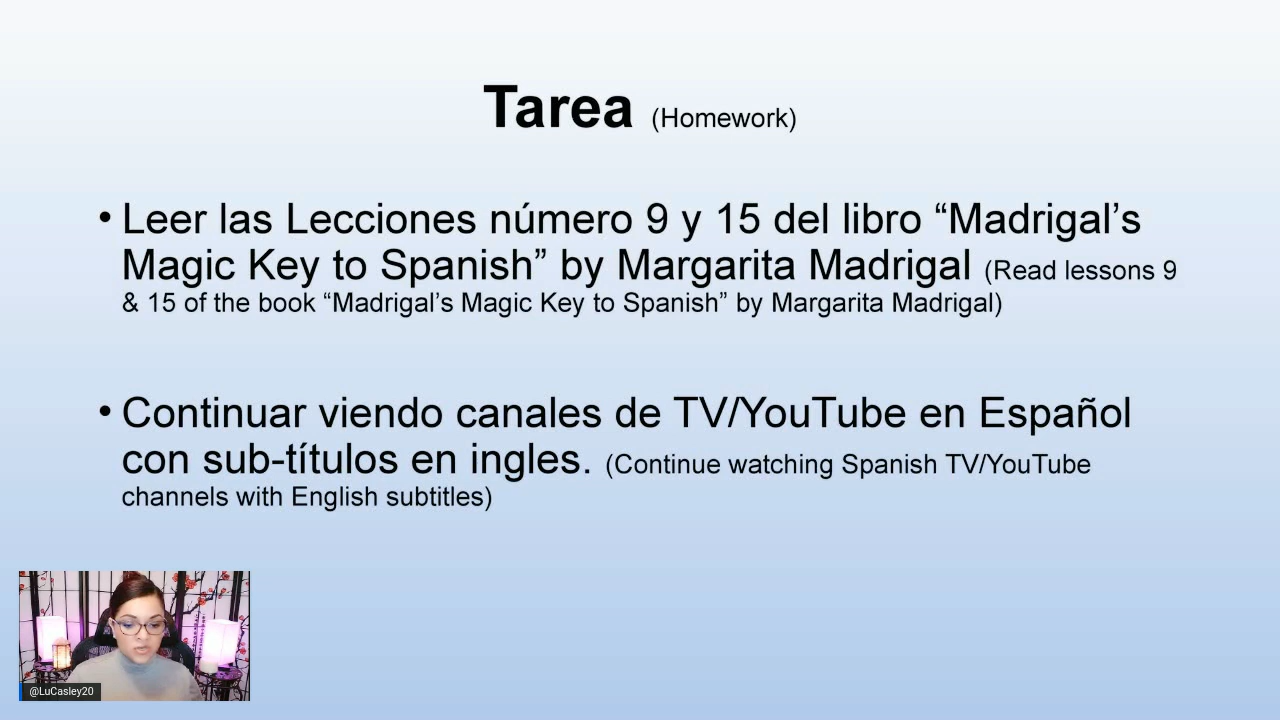 Tarea (Homework)
• Leer las Lecciones número 9 y 15 del libro “Madrigal’s
Magic Key to Spanish” by Margarita Madrigal (Read lessons 9
& 15 of the book “Madrigal’s Magic Key to Spanish” by Margarita Madrigal)
• Continuar viendo canales de TV/YouTube en Español
con sub-títulos en ingles. (Continue watching Spanish TV/YouTube
channels with English subtitles)
@LuCasley20